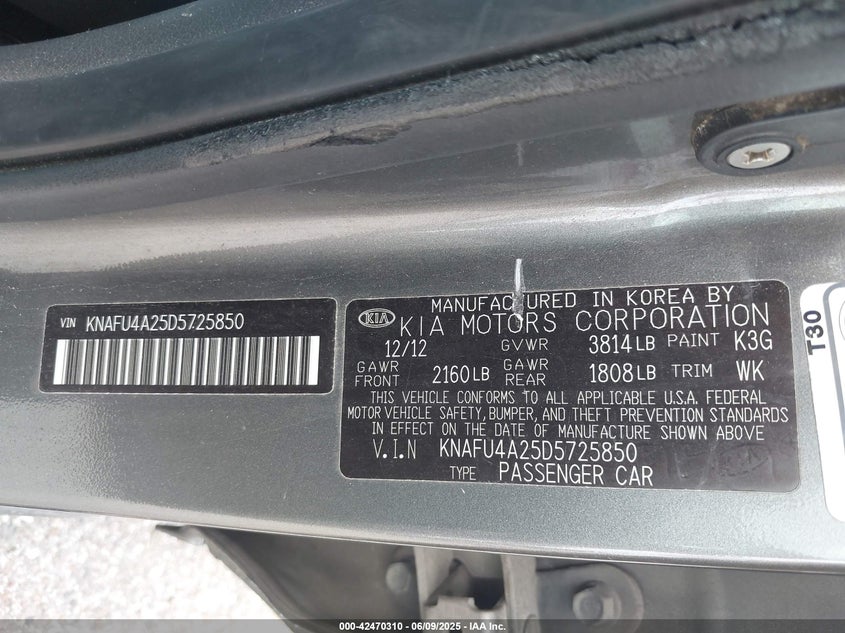 VIN KNAFU4A25D5725850
MANUFACTURED IN KOREA BY
KIA KIA MOTORS CORPORATION
12/12 GVWR 3814LB PAINT K3G
GAWR FRONT 2160LB GAWR REAR 1808LB TRIM WK
THIS VEHICLE CONFORMS TO ALL APPLICABLE U.S.A. FEDERAL
MOTOR VEHICLE SAFETY, BUMPER, AND THEFT PREVENTION STANDARDS
IN EFFECT ON THE DATE OF MANUFACTURE SHOWN ABOVE
V.I.N KNAFU4A25D5725850
TYPE PASSENGER CAR
T30
000-42470310 | 06/09/2025 | IAA, Inc.